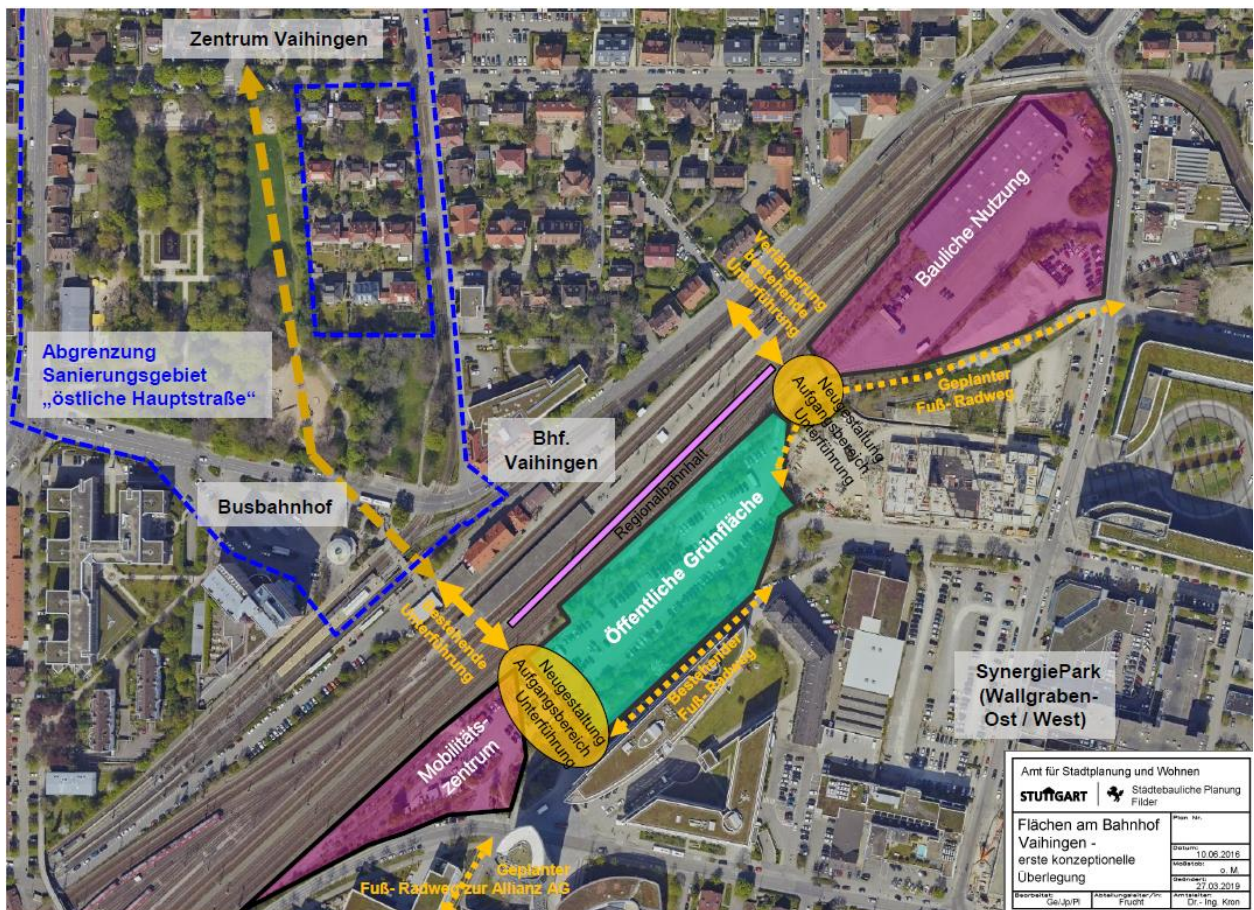 Zentrum Vaihingen
Abgrenzung
Sanierungsgebiet
„östliche Hauptstraße“
Busbahnhof
Bhf.
Vaihingen
Verlängerung
bestehende
Unterführung
Bauliche Nutzung
Neugestaltung
Aufgangsbereich
Unterführung
Geplanter
Fuß- Radweg
Regionalbahnhalt
Öffentliche Grünfläche
Bestehende
Unterführung
Bestehender
Fuß- Radweg
Neugestaltung
Aufgangsbereich
Unterführung
Mobilitäts-
zentrum
Geplanter
Fuß- Radweg zur Allianz AG
SynergiePark
(Wallgraben-
Ost / West)
Amt für Stadtplanung und Wohnen
STUTTGART
Städtebauliche Planung
Filder
Flächen am Bahnhof
Vaihingen -
erste konzeptionelle
Überlegung
Plan Nr.
Datum:
10.06.2016
Maßstab:
o. M.
Geändert:
27.03.2019
Bearbeitet:
Ge/Jp/Pl
Abteilungsleiter/in:
Frucht
Amtsleiter:
Dr.- Ing. Kron